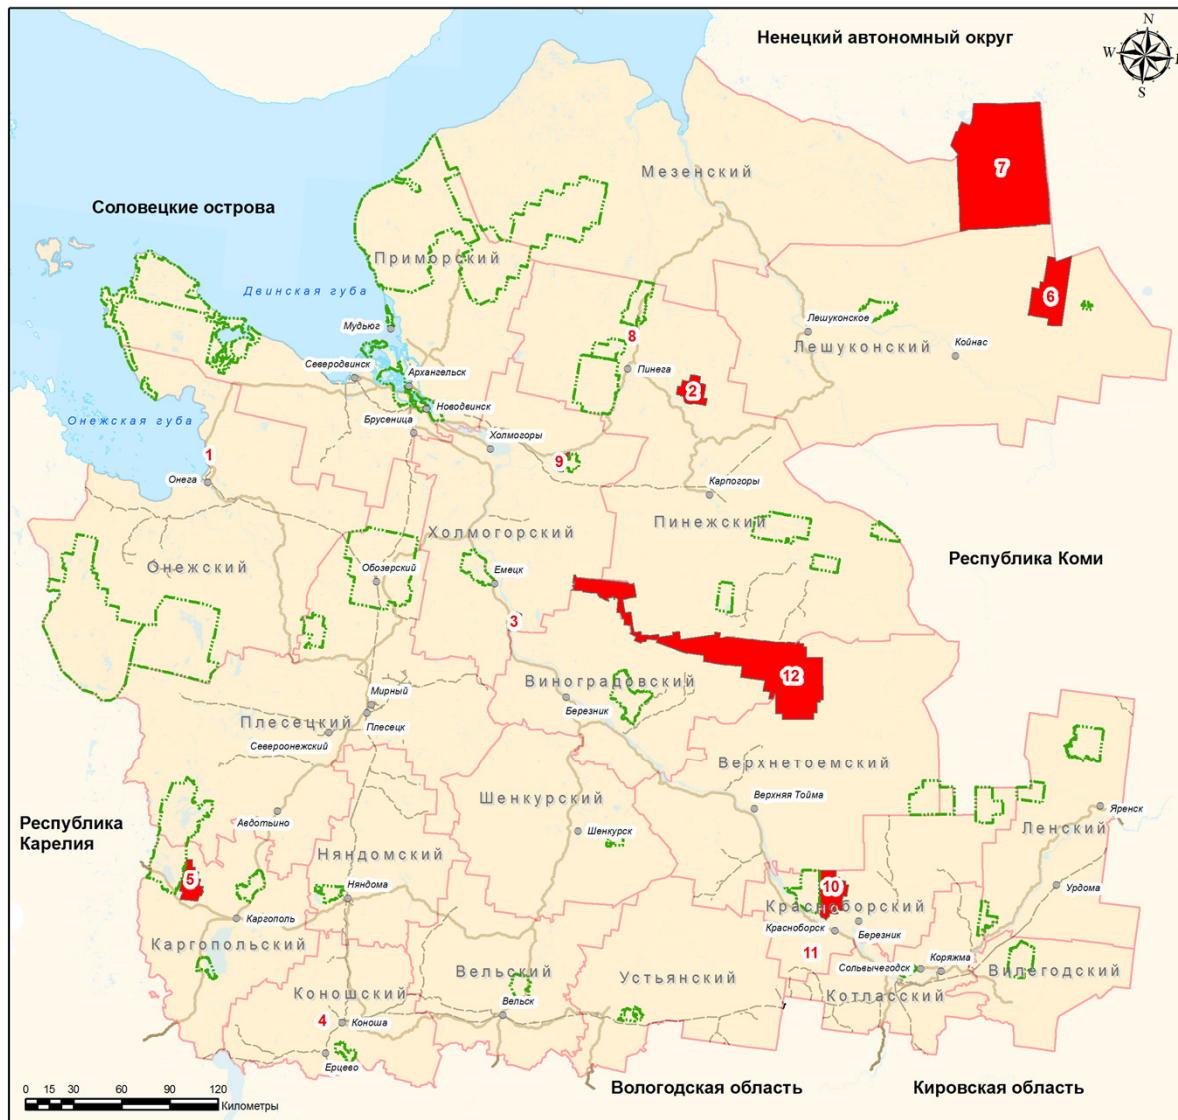 Ненецкий автономный округ
N
W
E
S
7
Мезенский
Соловецкие острова
Приморский
Двинская губа
6
Мудьюг
Лешуконское
8
Лешуконский
Койнас
Северодвинск
Пинега
Архангельск
2
Новодвинск
Онежская губа
Брусеница
Холмогоры
1
9
Онега
Карпогоры
Пинежский
Холмогорский
Республика Коми
Онежский
Обозерский
Емецк
3
12
Виноградовский
Мирный
Березник
Плесецкий
Плесецк
Североонежский
Верхнетоемский
Шенкурский
Верхняя Тойма
Яренск
Авдотьино
Республика
Карелия
Шенкурск
Ленский
Няндомский
5
Няндома
10
Урдома
Красноборский
Каргополь
Березник
Красноборск
Каргопольский
11
Коряжма
Сольвычегодск
Вилегодский
Вельский
Устьянский
Коношский
Котласский
Вельск
4
Коноша
Ерцево
0 15 30 60 90 120
Километры
Вологодская область
Кировская область